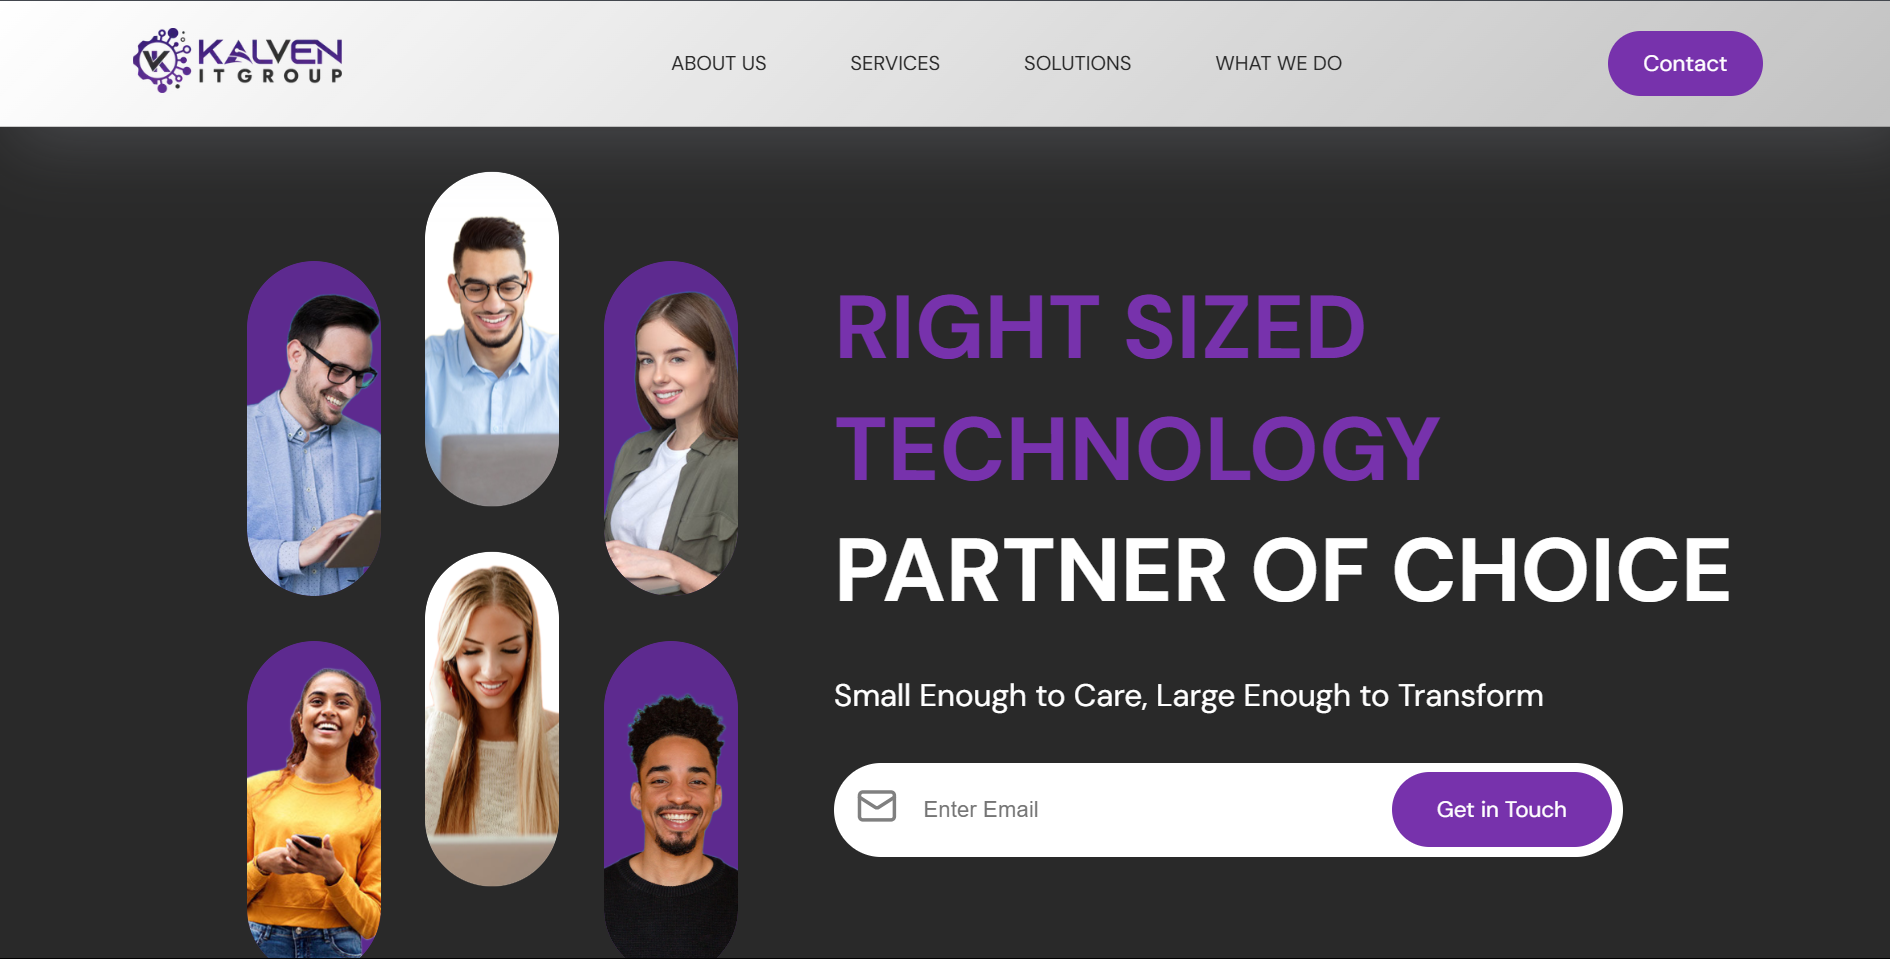 KALVEN
IT GROUP
ABOUT US
SERVICES
SOLUTIONS
WHAT WE DO
Contact
RIGHT SIZED
TECHNOLOGY
PARTNER OF CHOICE
Small Enough to Care, Large Enough to Transform
Enter Email
Get in Touch